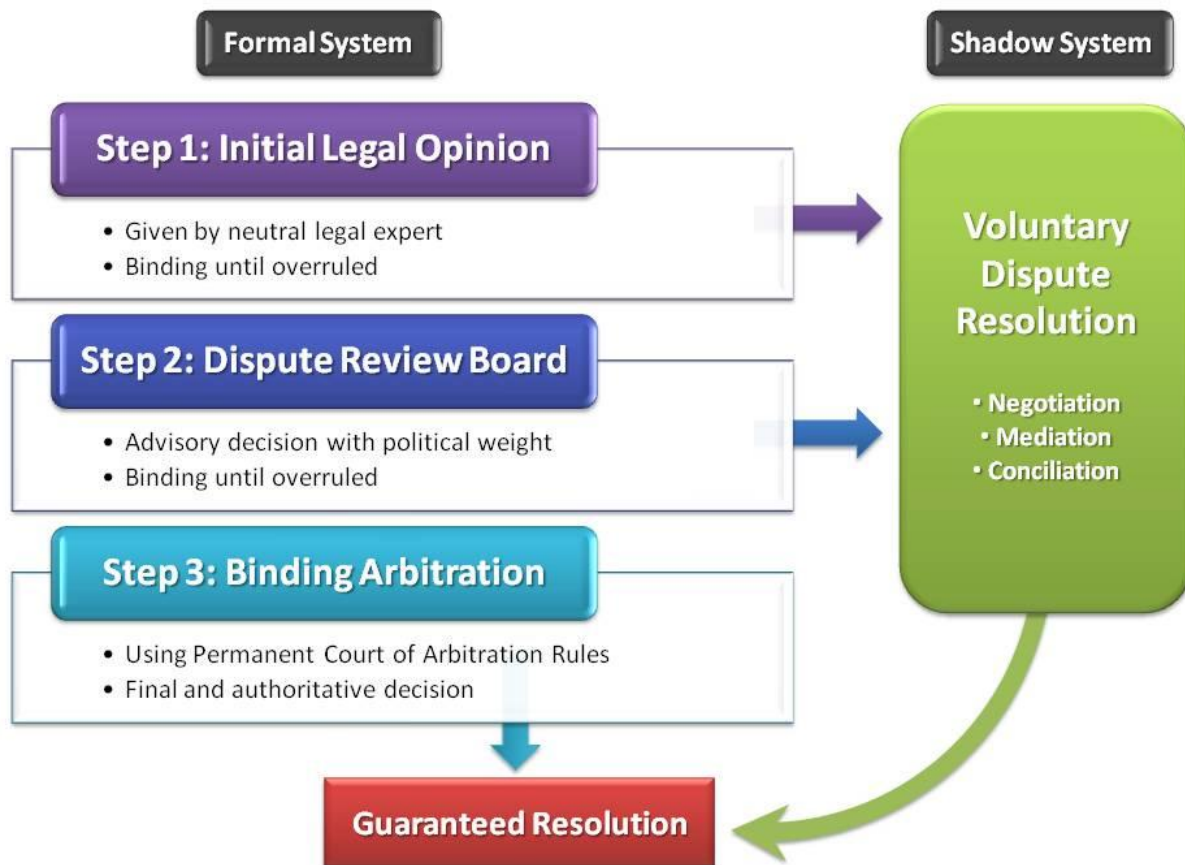 Formal System
Shadow System
Step 1: Initial Legal Opinion
• Given by neutral legal expert
• Binding until overruled
Step 2: Dispute Review Board
• Advisory decision with political weight
• Binding until overruled
Step 3: Binding Arbitration
• Using Permanent Court of Arbitration Rules
• Final and authoritative decision
Voluntary
Dispute
Resolution
• Negotiation
• Mediation
• Conciliation
Guaranteed Resolution